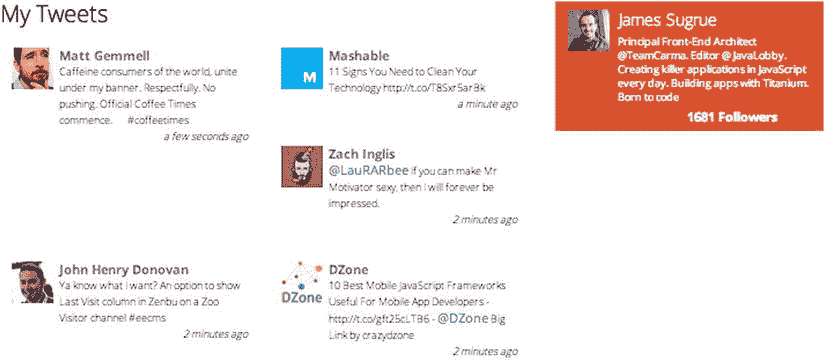 My Tweets
Matt Gemmell
Caffeine consumers of the world, unite
under my banner. Respectfully. No
pushing. Official Coffee Times
commence. #coffeetimes
a few seconds ago
Mashable
11 Signs You Need to Clean Your
Technology http://t.co/T8Sxr5arBk
a minute ago
M
Zach Inglis
@LauRARbee if you can make Mr
Motivator sexy, then I will forever be
impressed.
2 minutes ago
John Henry Donovan
Ya know what I want? An option to show
Last Visit column in Zenbu on a Zoo
Visitor channel #eecms
2 minutes ago
DZone
DZone
10 Best Mobile JavaScript Frameworks
Useful For Mobile App Developers -
http://t.co/gft25cLTB6 - @DZone Big
Link by crazydzone
2 minutes ago
James Sugrue
Principal Front-End Architect
@TeamCarma. Editor @JavaLobby.
Creating killer applications in JavaScript
every day. Building apps with Titanium.
Born to code
1681 Followers